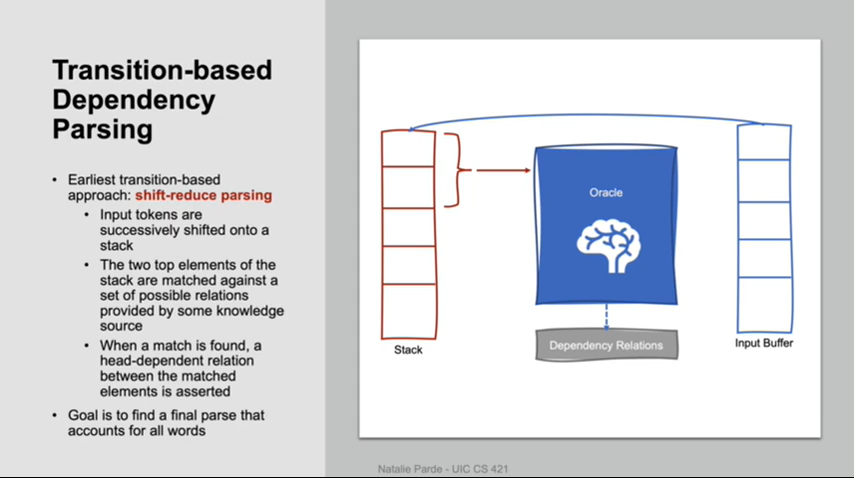 Transition-based
Dependency
Parsing
• Earliest transition-based
approach: shift-reduce parsing
• Input tokens are
successively shifted onto a
stack
• The two top elements of the
stack are matched against a
set of possible relations
provided by some knowledge
source
• When a match is found, a
head-dependent relation
between the matched
elements is asserted
• Goal is to find a final parse that
accounts for all words
Oracle
Dependency Relations
Stack
Input Buffer
Natalie Parde - UIC CS 421